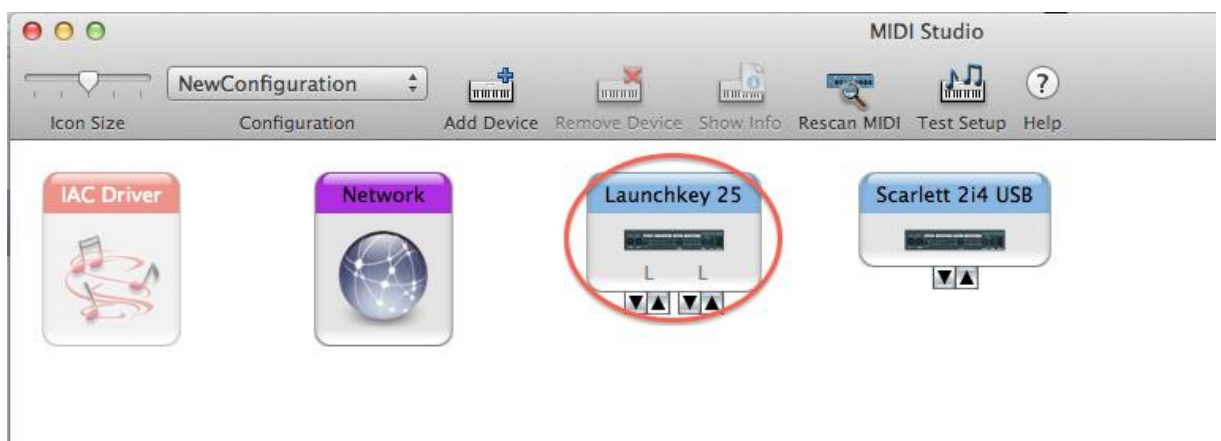 MIDI Studio
NewConfiguration
Icon Size Configuration Add Device Remove Device Show Info Rescan MIDI Test Setup ? Help
IAC Driver Network Launchkey 25 Scarlett 2i4 USB
L L